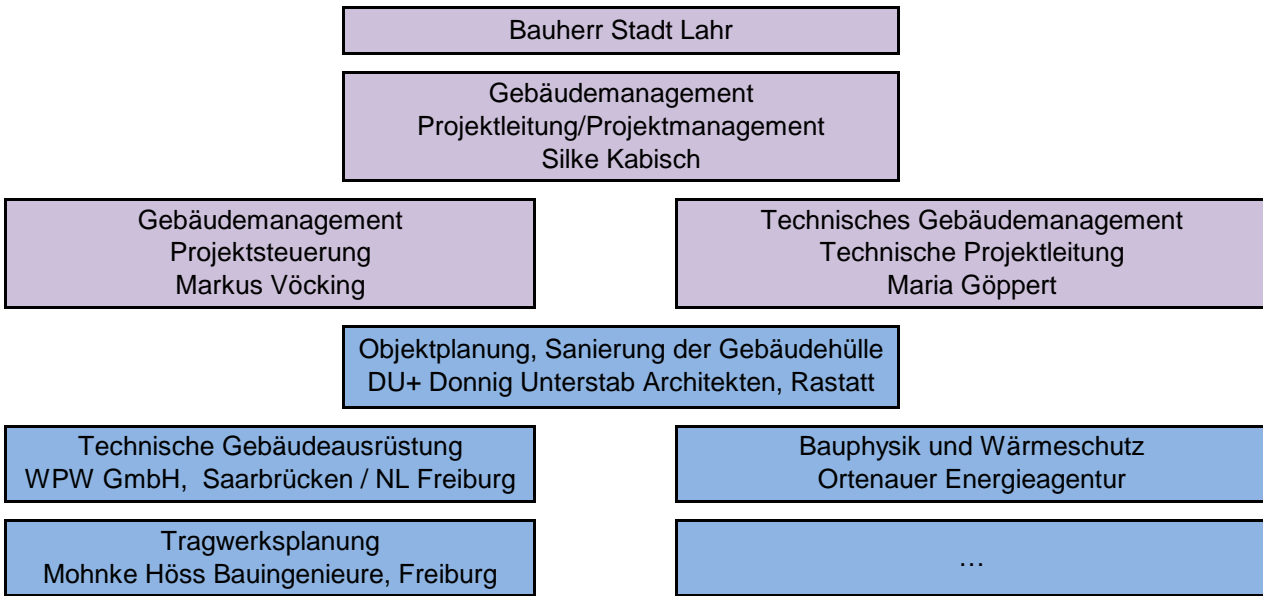 Bauherr Stadt Lahr
Gebäudemanagement
Projektleitung/Projektmanagement
Silke Kabisch
Gebäudemanagement
Projektsteuerung
Markus Vöcking
Technisches Gebäudemanagement
Technische Projektleitung
Maria Göppert
Objektplanung, Sanierung der Gebäudehülle
DU+ Donnig Unterstab Architekten, Rastatt
Technische Gebäudeausrüstung
WPW GmbH, Saarbrücken / NL Freiburg
Bauphysik und Wärmeschutz
Ortenauer Energieagentur
Tragwerksplanung
Mohnke Höss Bauingenieure, Freiburg
…